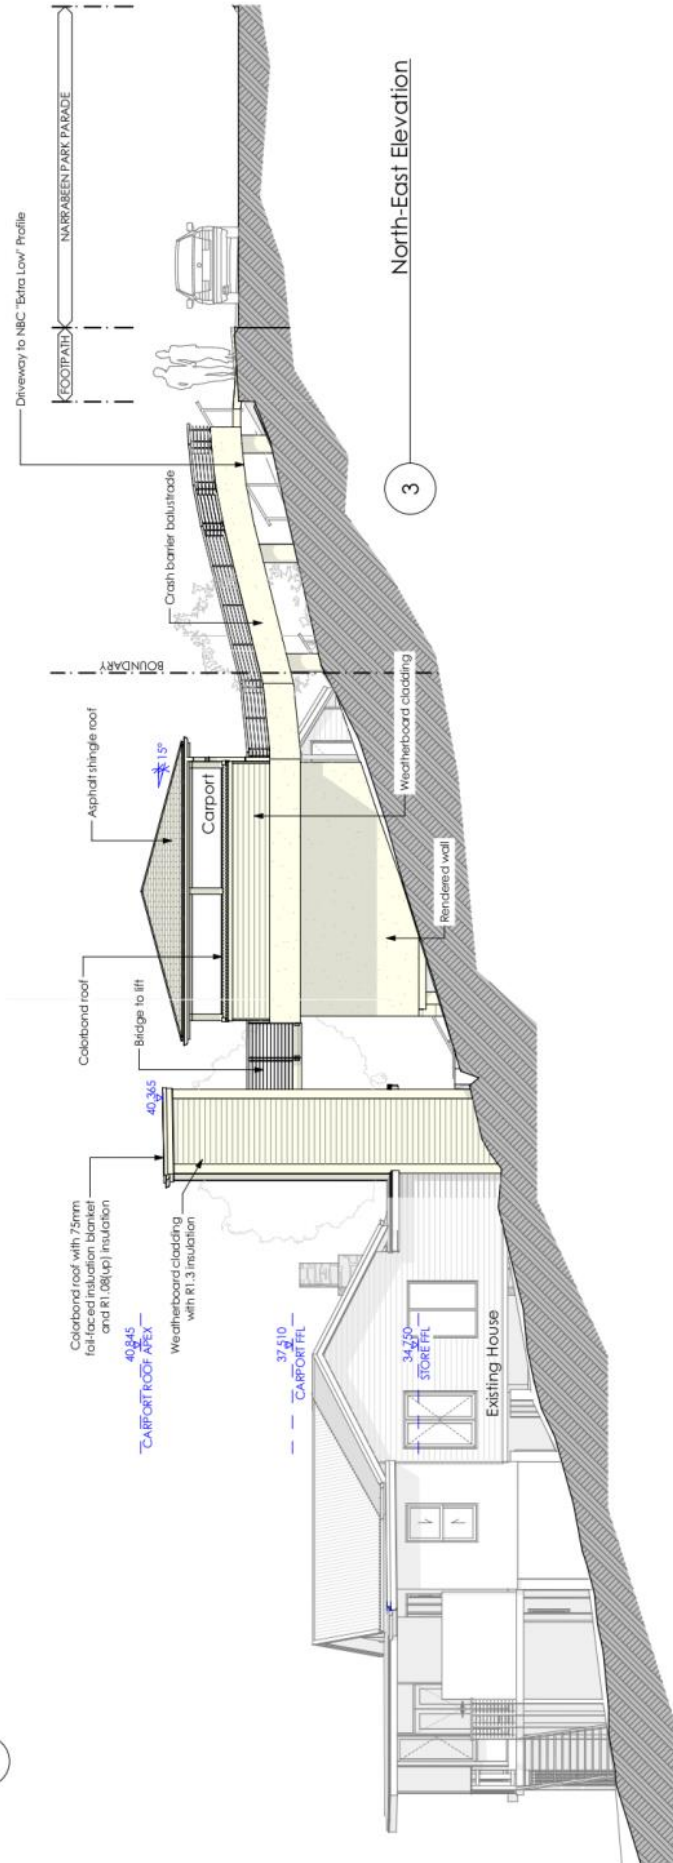 Colorbond roof with 75mm
foil-faced insluation blanket
and R1.08(up) insulation
Weatherboard cladding
with R1.3 insulation
40,365
Bridge to lift
Colorbond roof
Asphalt shingle roof
15°
Carport
BOUNDARY
Crash barrier balustrade
Driveway to NBC "Extra Low" Profile
FOOTPATH
NARRABEEN PARK PARADE
40,845
CARPORT ROOF APEX
37,510
CARPORT FFL
34,750
STORE FFL
Existing House
Rendered wall
Weatherboard cladding
3
North-East Elevation